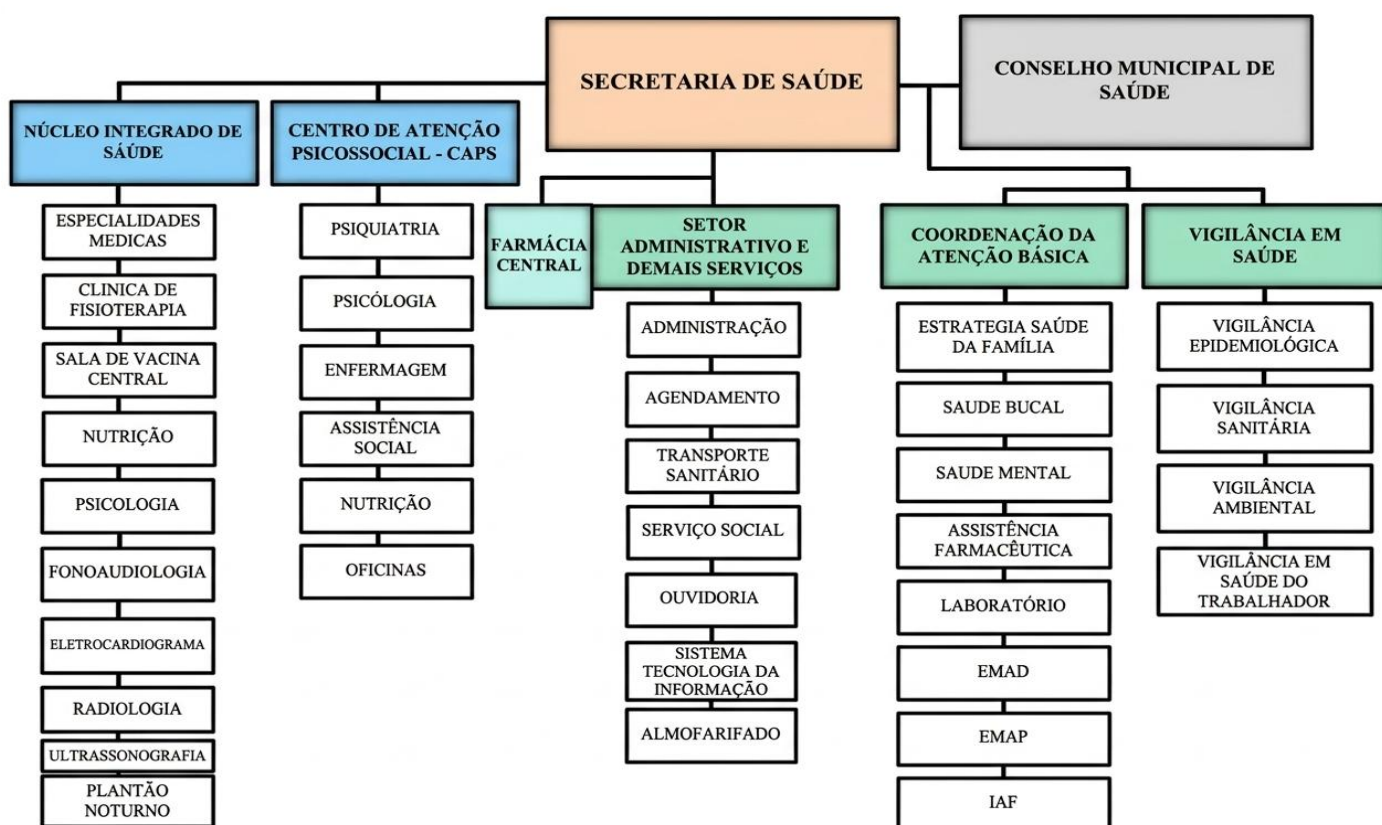 SECRETARIA DE SAÚDE
CONSELHO MUNICIPAL DE
SAÚDE
NÚCLEO INTEGRADO DE
SÁÚDE
CENTRO DE ATENÇÃO
PSICOSSOCIAL - CAPS
FARMÁCIA
CENTRAL
SETOR
ADMINISTRATIVO E
DEMAIS SERVIÇOS
COORDENAÇÃO DA
ATENÇÃO BÁSICA
VIGILÂNCIA EM
SAÚDE
ESPECIALIDADES
MEDICAS
CLINICA DE
FISIOTERAPIA
SALA DE VACINA
CENTRAL
NUTRIÇÃO
PSICOLOGIA
FONOAUDIOLOGIA
ELETROCARDIOGRAMA
RADIOLOGIA
ULTRASSONOGRAFIA
PLANTÃO
NOTURNO
PSIQUIATRIA
PSICÓLOGIA
ENFERMAGEM
ASSISTÊNCIA
SOCIAL
NUTRIÇÃO
OFICINAS
ADMINISTRAÇÃO
AGENDAMENTO
TRANSPORTE
SANITÁRIO
SERVIÇO SOCIAL
OUVIDORIA
SISTEMA
TECNOLOGIA DA
INFORMAÇÃO
ALMOFARIFADO
ESTRATEGIA SAÚDE
DA FAMÍLIA
SAUDE BUCAL
SAUDE MENTAL
ASSISTÊNCIA
FARMACÊUTICA
LABORATÓRIO
EMAD
EMAP
IAF
VIGILÂNCIA
EPIDEMIOLÓGICA
VIGILÂNCIA
SANITÁRIA
VIGILÂNCIA
AMBIENTAL
VIGILÂNCIA EM
SAÚDE DO
TRABALHADOR